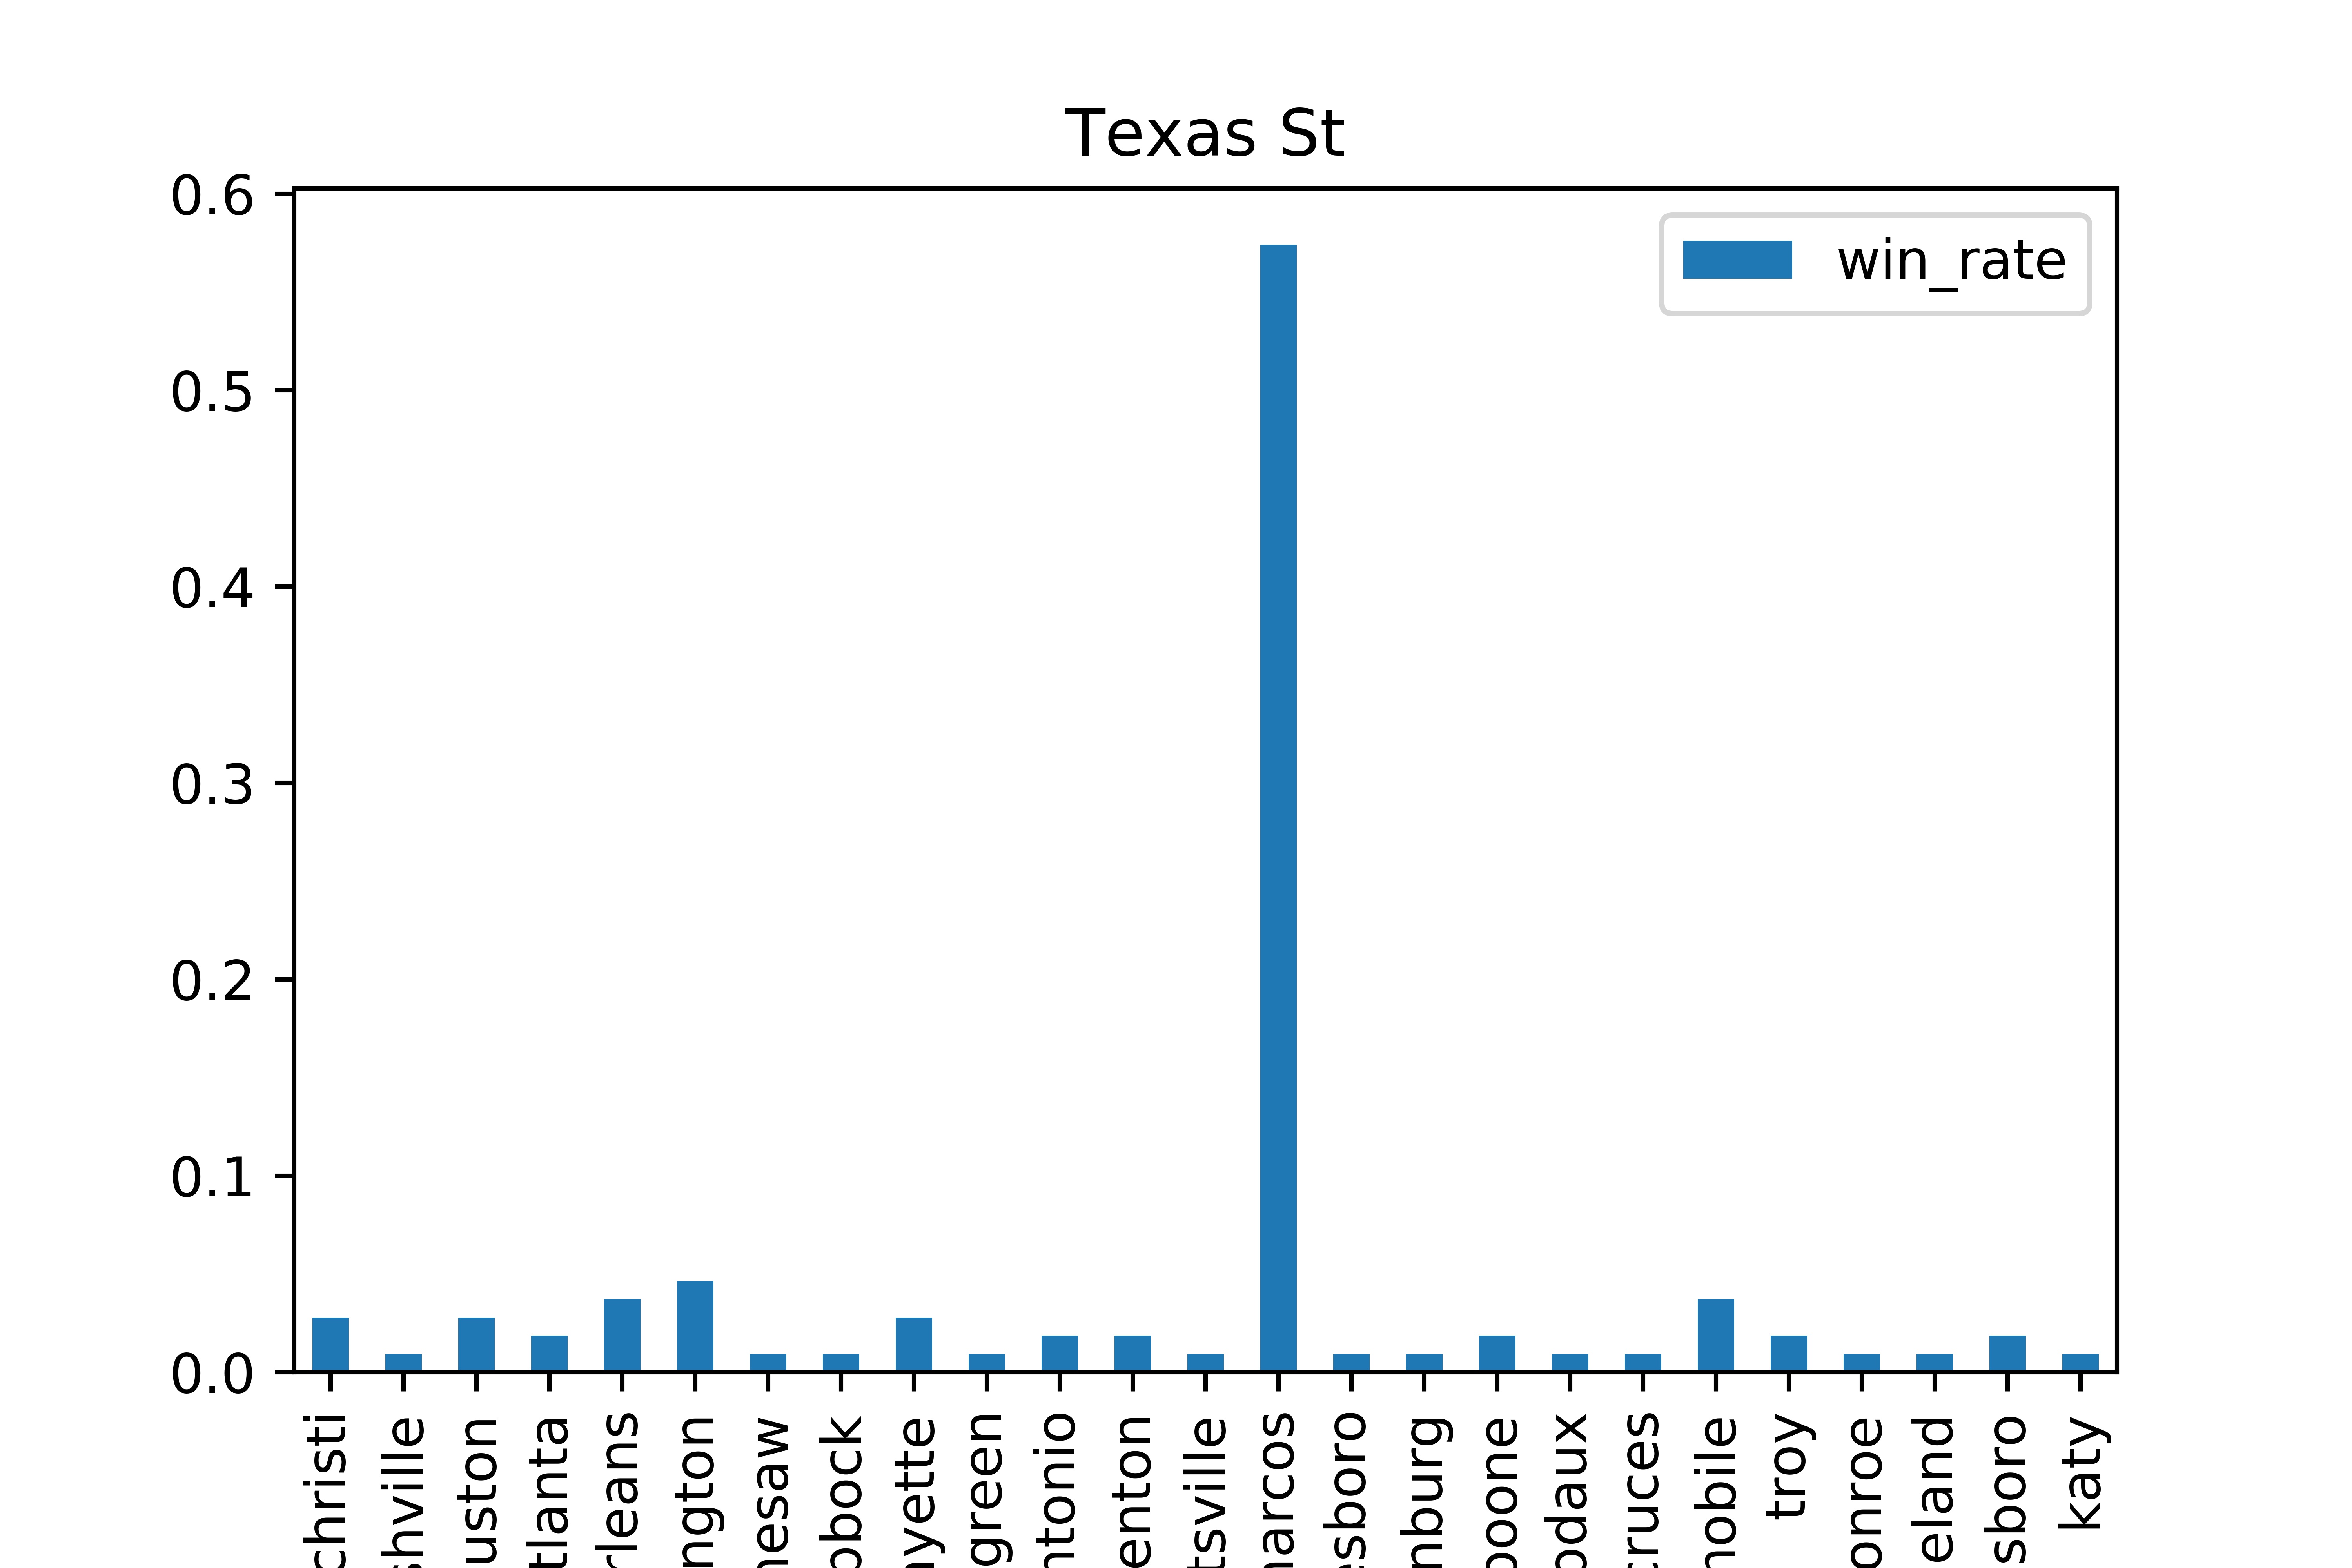 Texas St
win_rate
0.6
0.5
0.4
0.3
0.2
0.1
0.0
christi
shville
uston
tlanta
rleans
ngton
nesaw
bbock
ayette
green
ntonio
enton
tsville
marcos
esboro
nburg
boone
odaux
cruces
mobile
troy
onroe
eland
sboro
katy